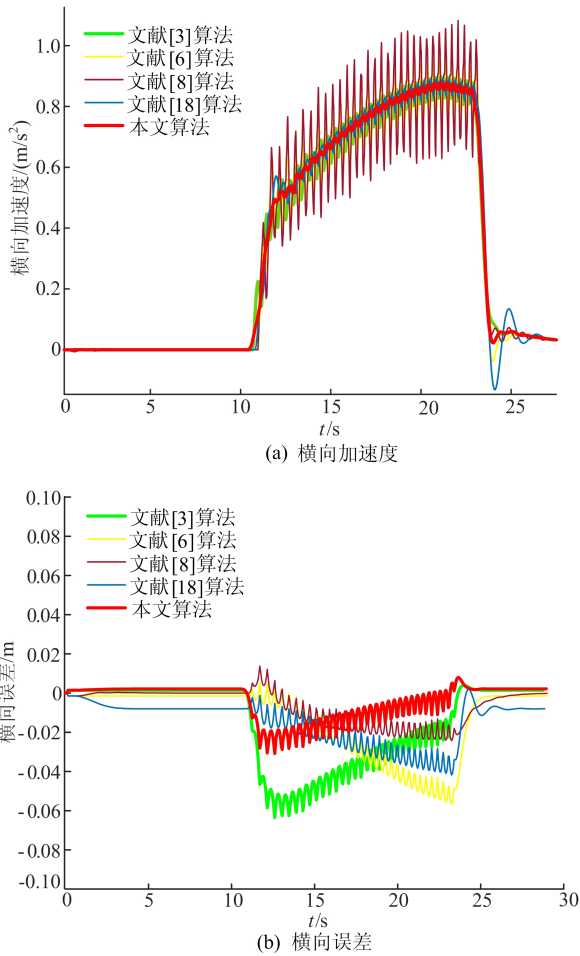 1.0
0.8
0.6
0.4
0.2
0
横向加速度/(m/s²)
文献[3]算法
文献[6]算法
文献[8]算法
文献[18]算法
本文算法
0 5 10 15 20 25
t/s
(a) 横向加速度
0.10
0.08
0.06
0.04
0.02
0
-0.02
-0.04
-0.06
-0.08
-0.10
横向误差/m
文献[3]算法
文献[6]算法
文献[8]算法
文献[18]算法
本文算法
0 5 10 15 20 25 30
t/s
(b) 横向误差